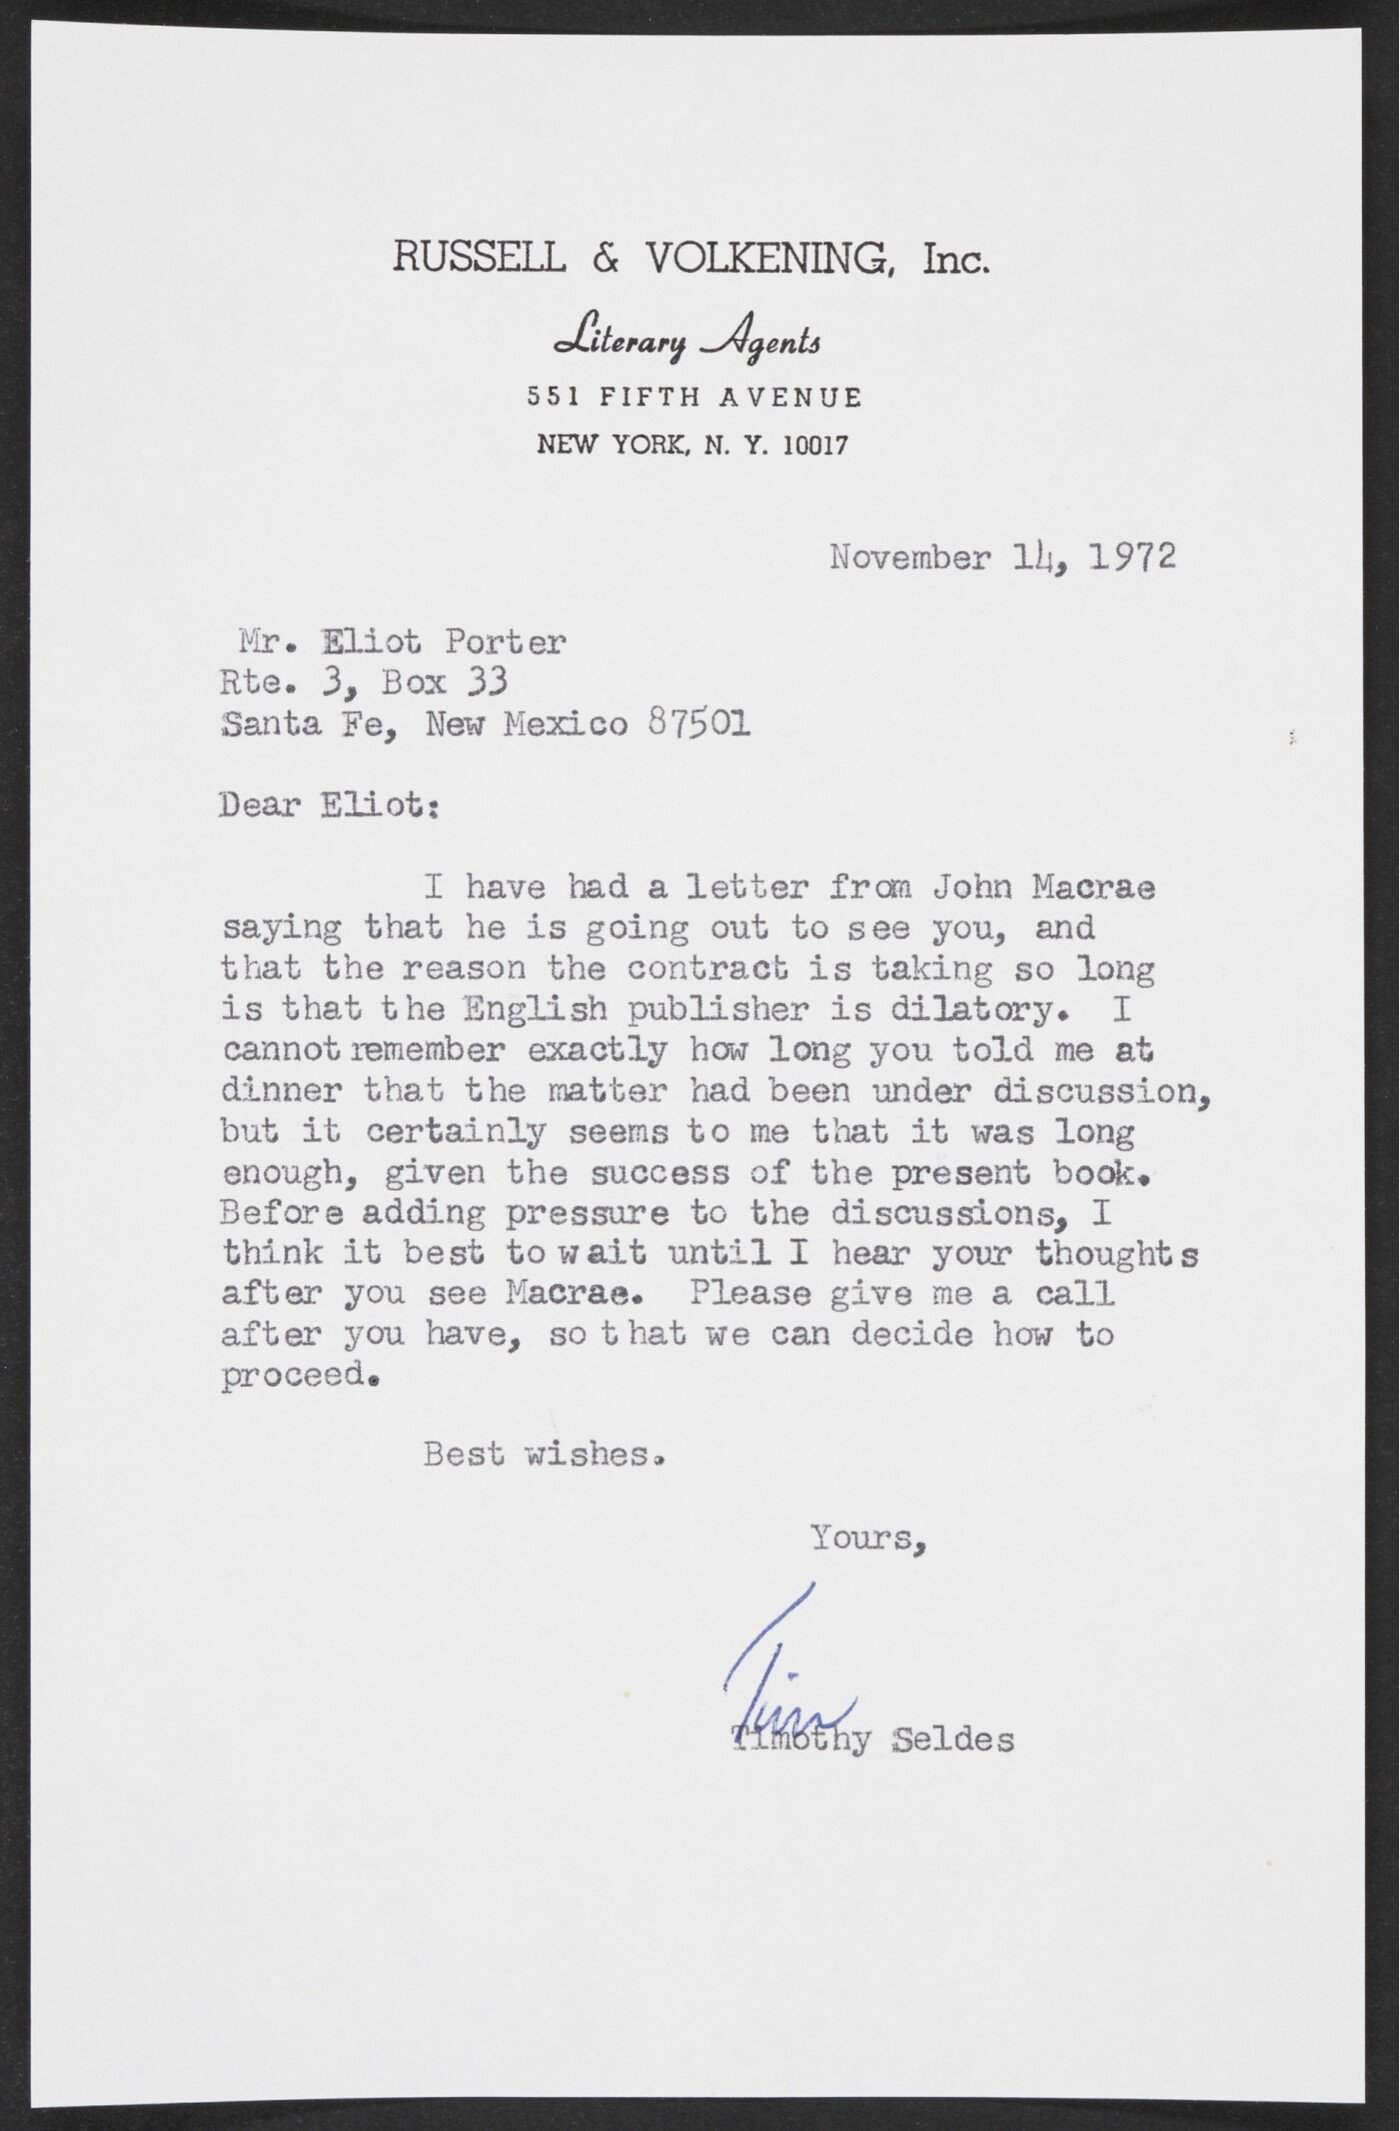 RUSSELL & VOLKENING, Inc.
Literary Agents
551 FIFTH AVENUE
NEW YORK, N. Y. 10017
November 14, 1972
Mr. Eliot Porter
Rte. 3, Box 33
Santa Fe, New Mexico 87501
Dear Eliot:
I have had a letter from John Macrae
saying that he is going out to see you, and
that the reason the contract is taking so long
is that the English publisher is dilatory. I
cannot remember exactly how long you told me at
dinner that the matter had been under discussion,
but it certainly seems to me that it was long
enough, given the success of the present book.
Before adding pressure to the discussions, I
think it best to wait until I hear your thoughts
after you see Macrae. Please give me a call
after you have, so that we can decide how to
proceed.
Best wishes.
Yours,
Tim
Timothy Seldes